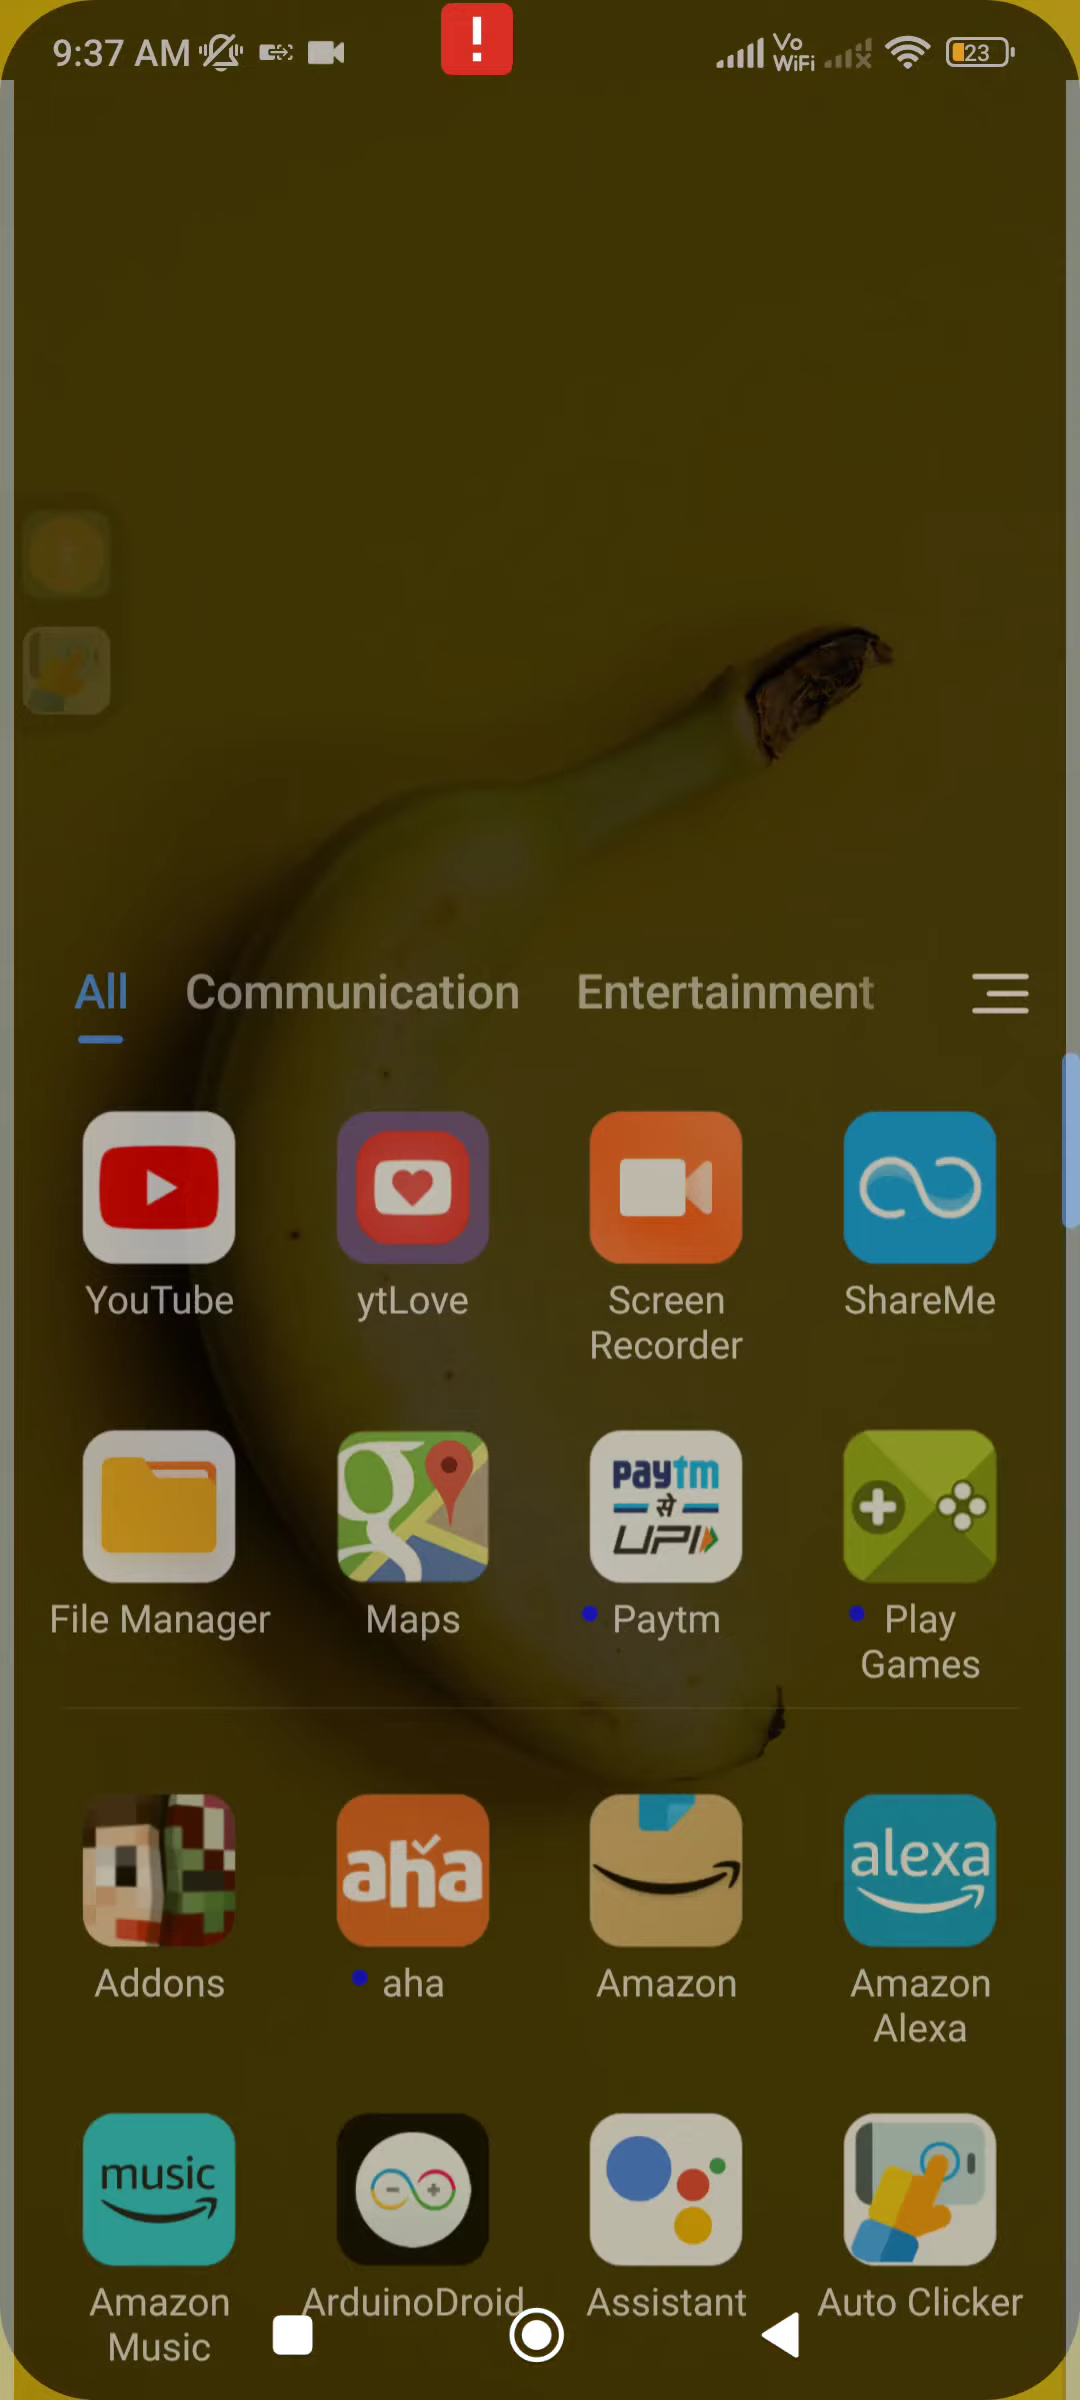 9:37 AM
!
Vo
WiFi
23
All Communication Entertainment
YouTube ytLove Screen Recorder ShareMe
paytm
से
UPI
File Manager Maps Paytm Play Games
aha
alexa
Addons aha Amazon Amazon Alexa
music
Amazon Music ArduinoDroid Assistant Auto Clicker